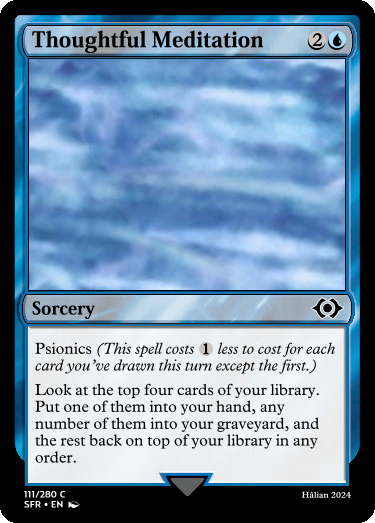 Thoughtful Meditation 2
Sorcery
Psionics (This spell costs 1 less to cost for each
card you've drawn this turn except the first.)
Look at the top four cards of your library.
Put one of them into your hand, any
number of them into your graveyard, and
the rest back on top of your library in any
order.
111/280 C
SFR • EN
Hālian 2024